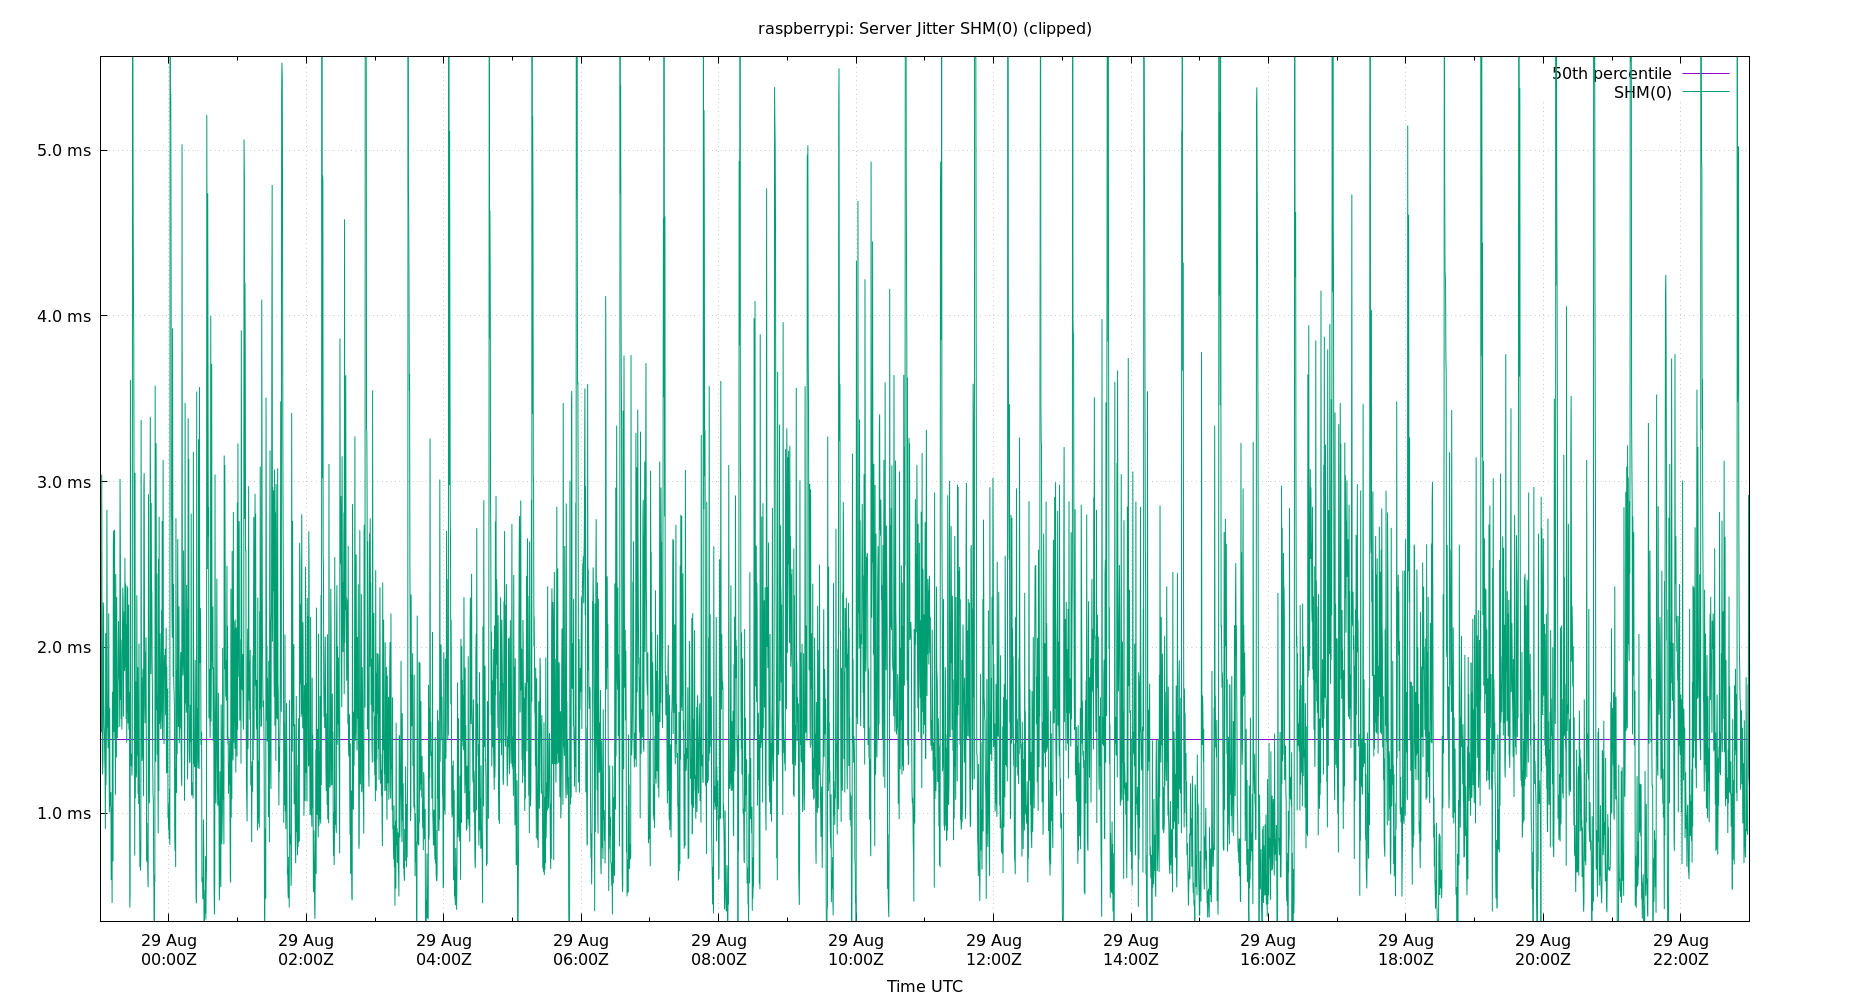 raspberrypi: Server Jitter SHM(0) (clipped)
50th percentile
SHM(0)
5.0 ms
4.0 ms
3.0 ms
2.0 ms
1.0 ms
29 Aug 29 Aug 29 Aug 29 Aug 29 Aug 29 Aug 29 Aug 29 Aug 29 Aug 29 Aug 29 Aug 29 Aug
00:00Z 02:00Z 04:00Z 06:00Z 08:00Z 10:00Z 12:00Z 14:00Z 16:00Z 18:00Z 20:00Z 22:00Z
Time UTC